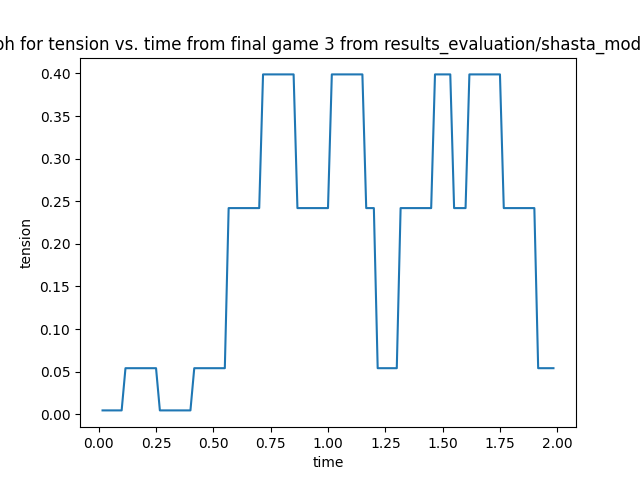 for tension vs. time from final game 3 from results_evaluation/shasta_mod
0.40
0.35
0.30
0.25
0.20
0.15
0.10
0.05
0.00
tension
0.00 0.25 0.50 0.75 1.00 1.25 1.50 1.75 2.00
time